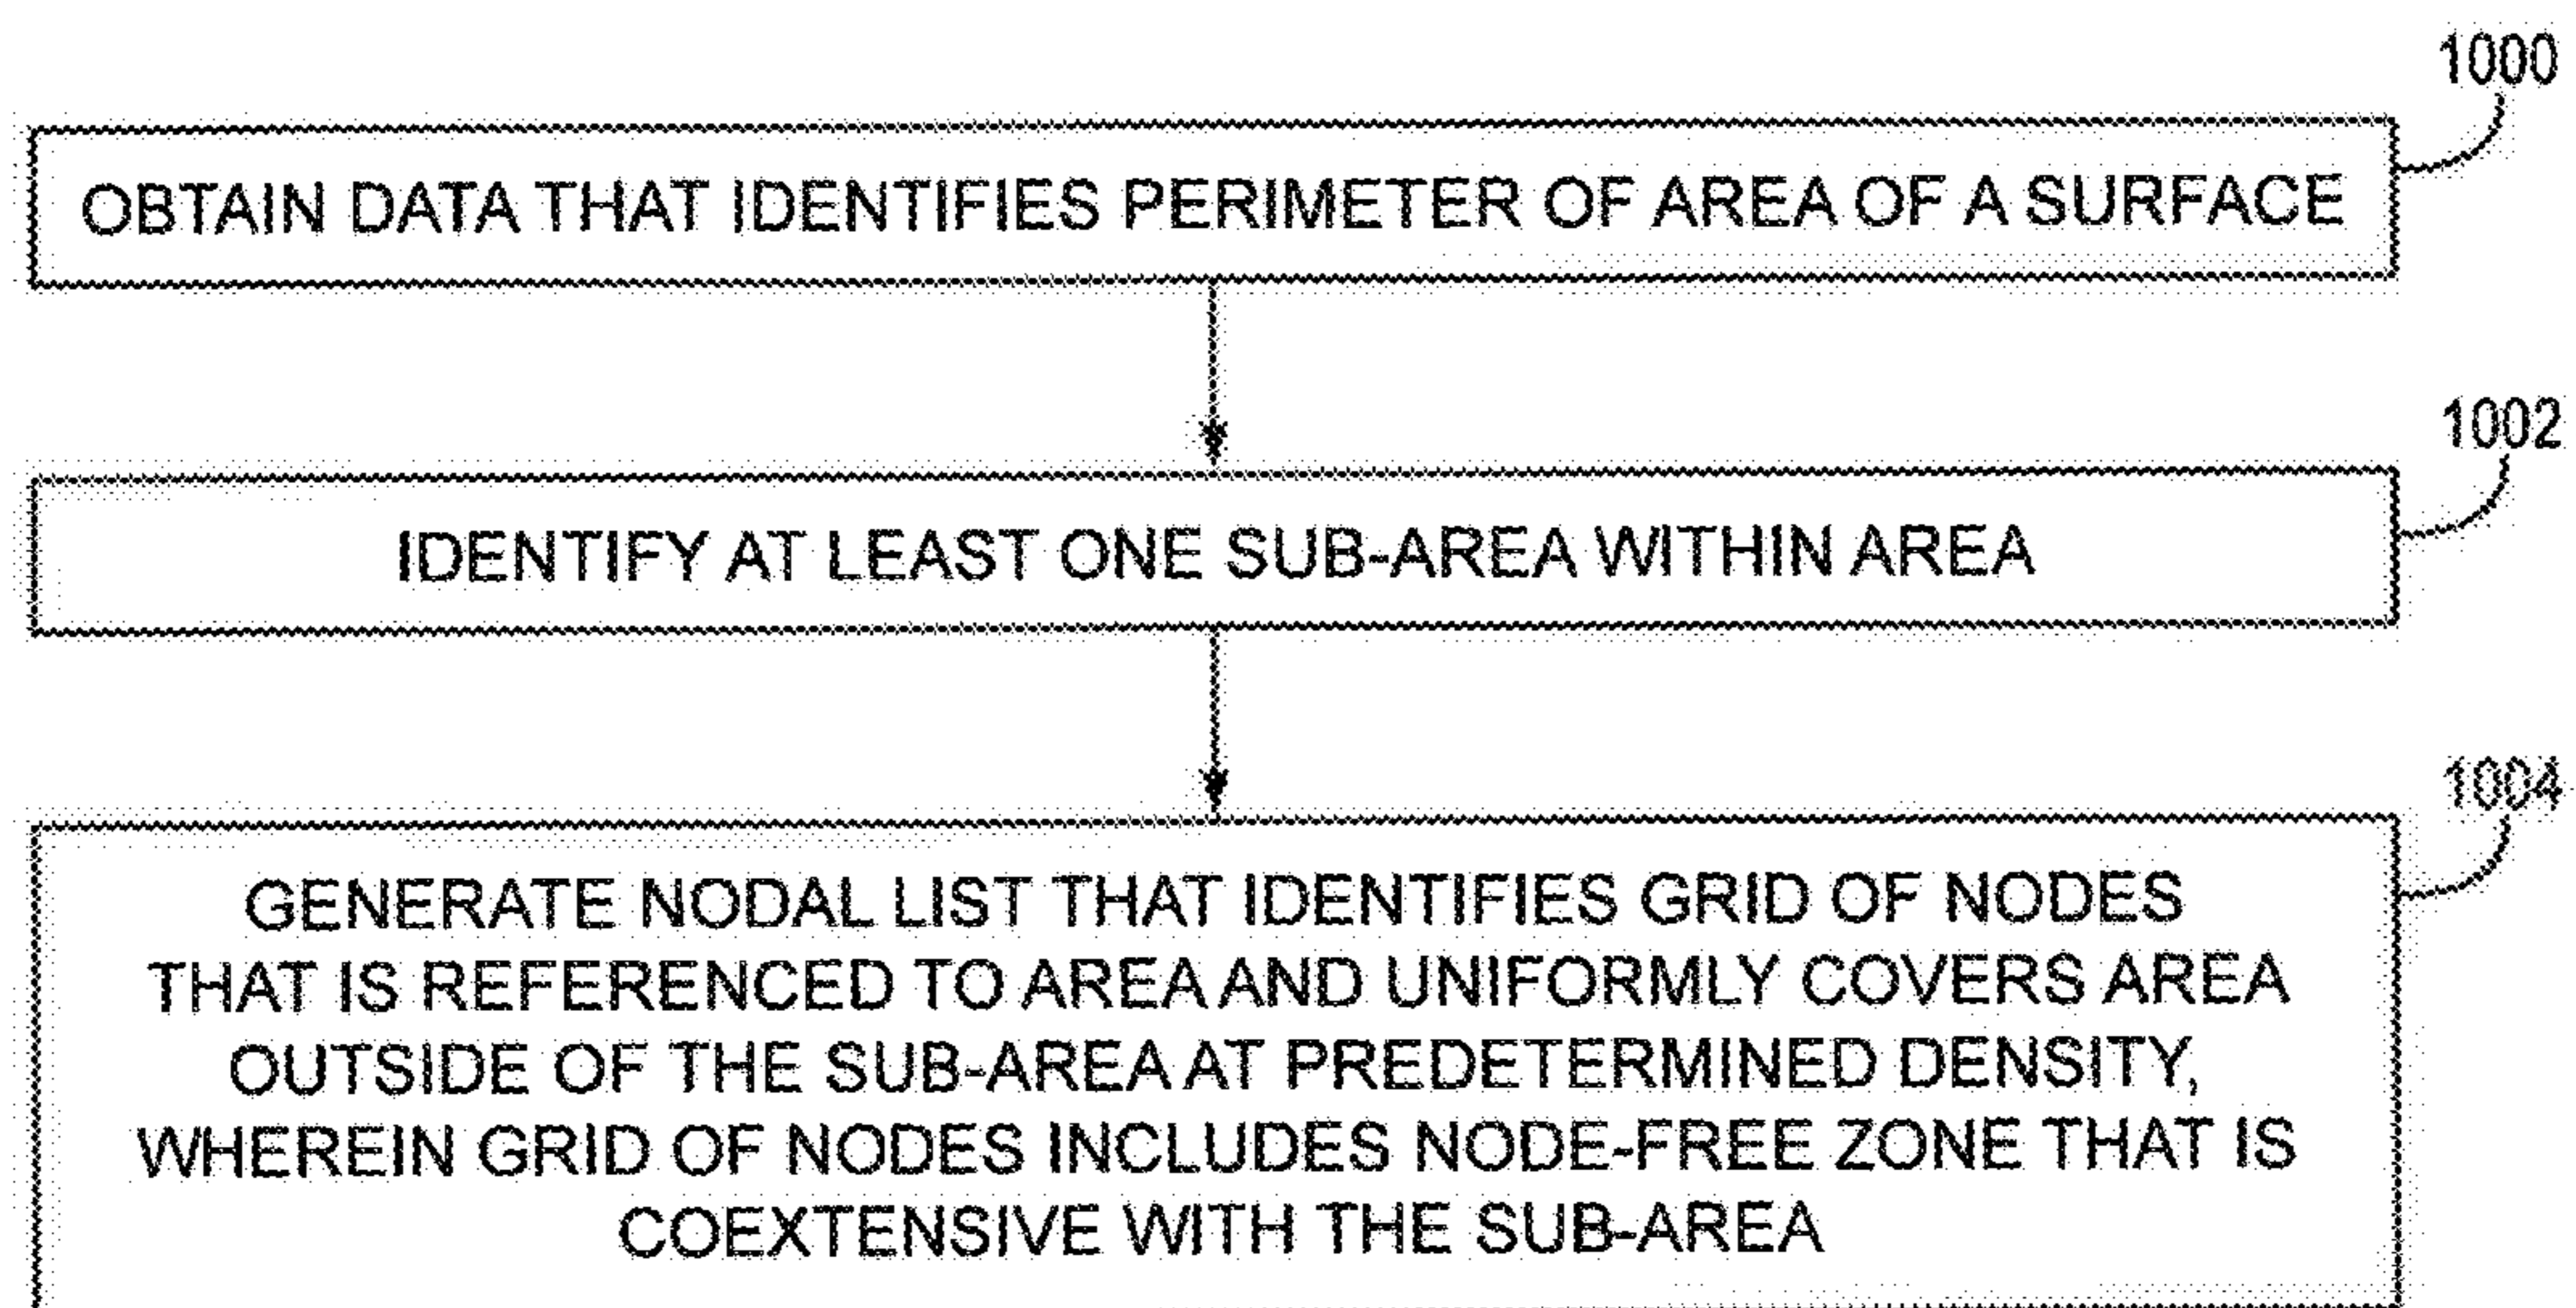 1000
OBTAIN DATA THAT IDENTIFIES PERIMETER OF AREA OF A SURFACE
1002
IDENTIFY AT LEAST ONE SUB-AREA WITHIN AREA
1004
GENERATE NODAL LIST THAT IDENTIFIES GRID OF NODES
THAT IS REFERENCED TO AREA AND UNIFORMLY COVERS AREA
OUTSIDE OF THE SUB-AREA AT PREDETERMINED DENSITY,
WHEREIN GRID OF NODES INCLUDES NODE-FREE ZONE THAT IS
COEXTENSIVE WITH THE SUB-AREA